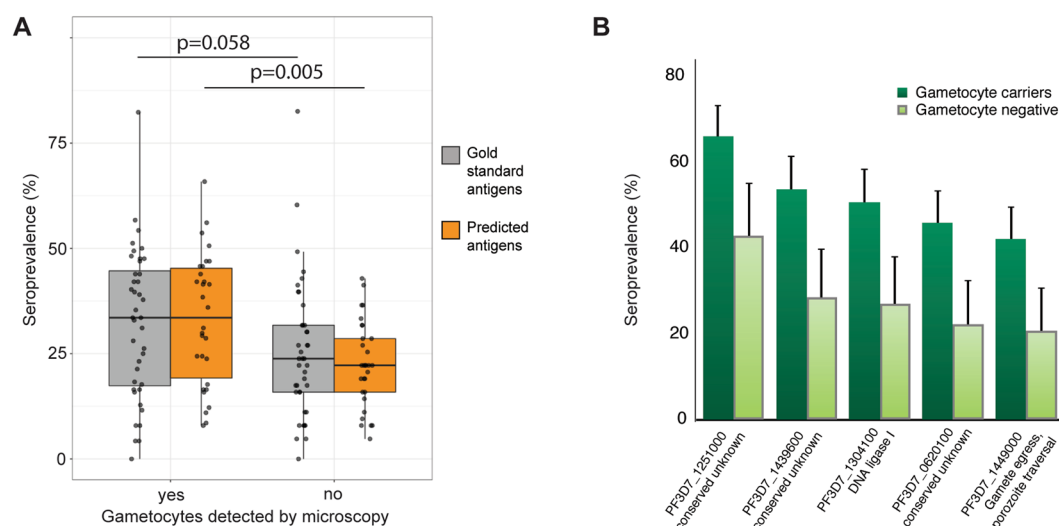 A
p=0.058
p=0.005
75
50
25
0
Seroprevalence (%)
yes
no
Gametocytes detected by microscopy
Gold
standard
antigens
Predicted
antigens
B
80
60
40
20
0
Seroprevalence (%)
Gametocyte carriers
Gametocyte negative
PF3D7_1251000
conserved unknown
PF3D7_1439600
conserved unknown
PF3D7_1304100
DNA ligase I
PF3D7_0620100
conserved unknown
PF3D7_1449000
Gamete egress,
porozoite traversal